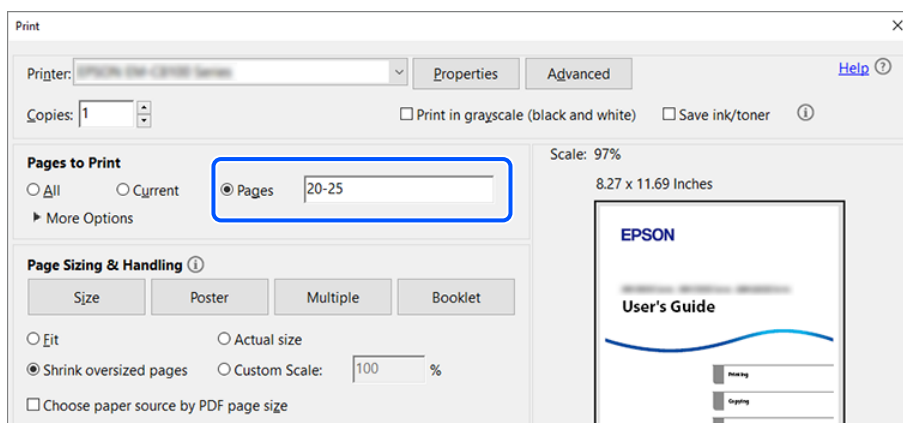 Print
Printer:
Properties
Advanced
Help
Copies: 1
Print in grayscale (black and white)
Save ink/toner
Pages to Print
All
Current
Pages
20-25
More Options
Scale: 97%
8.27 x 11.69 Inches
EPSON
User's Guide
Printing
Copying
Page Sizing & Handling
Size
Poster
Multiple
Booklet
Fit
Actual size
Shrink oversized pages
Custom Scale: 100 %
Choose paper source by PDF page size